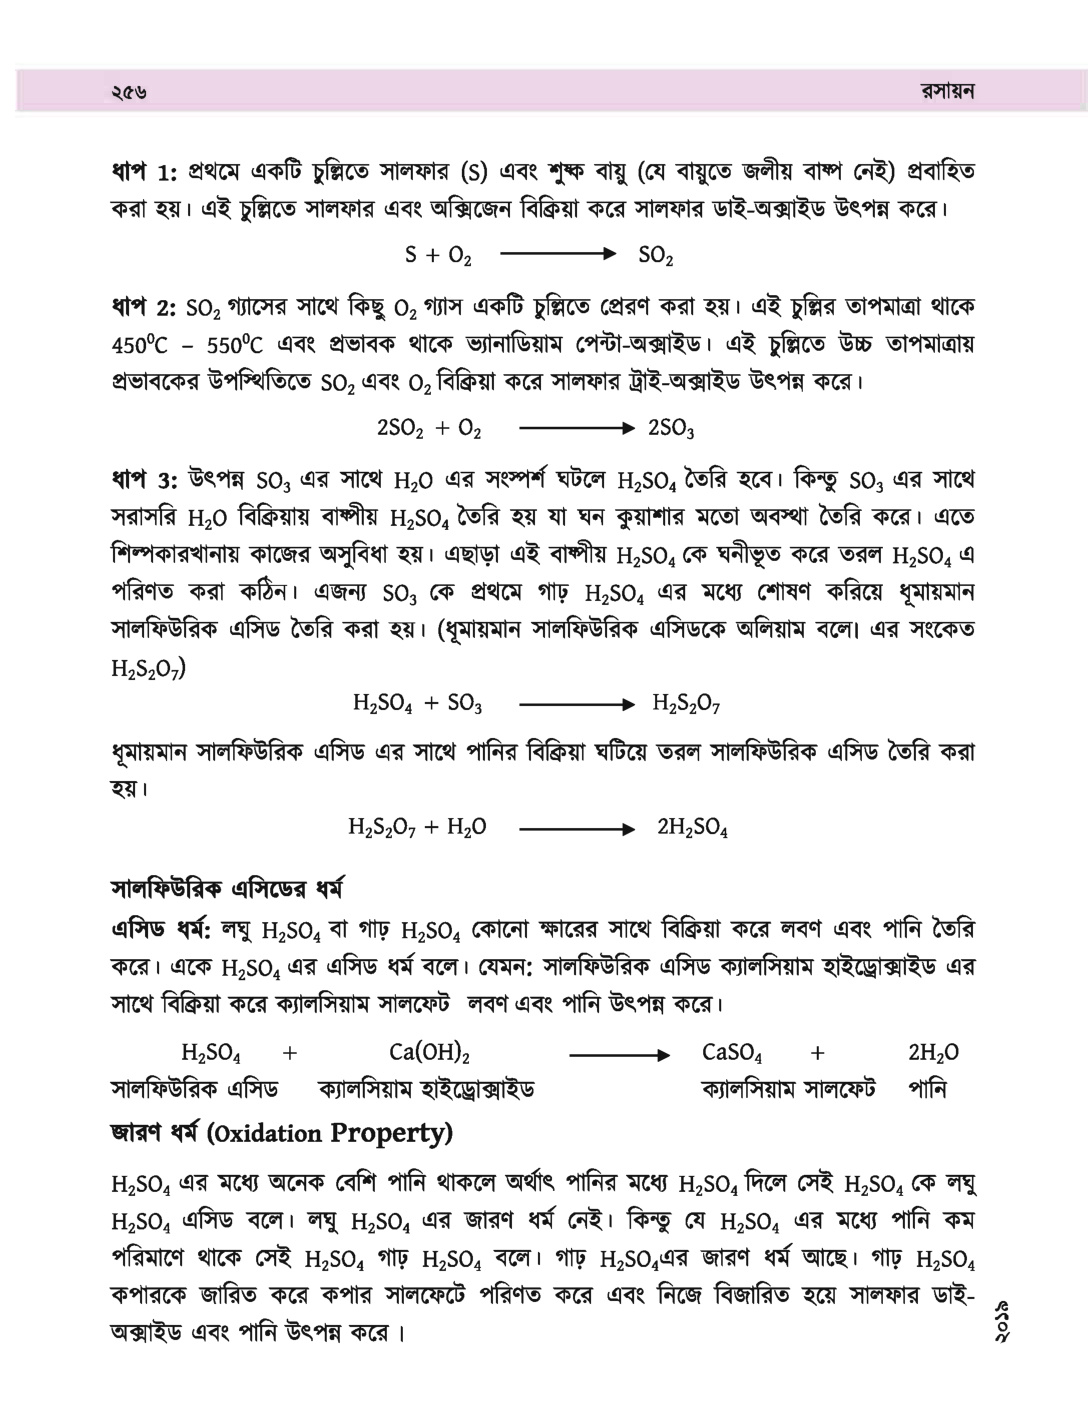 ২৫৬ রসায়ন
ধাপ 1: প্রথমে একটি চুল্লিতে সালফার (S) এবং শুষ্ক বায়ু (যে বায়ুতে জলীয় বাষ্প নেই) প্রবাহিত
করা হয়। এই চুল্লিতে সালফার এবং অক্সিজেন বিক্রিয়া করে সালফার ডাই-অক্সাইড উৎপন্ন করে।
S + O₂ ⟶ SO₂
ধাপ 2: SO₂ গ্যাসের সাথে কিছু O₂ গ্যাস একটি চুল্লিতে প্রেরণ করা হয়। এই চুল্লির তাপমাত্রা থাকে
450⁰C – 550⁰C এবং প্রভাবক থাকে ভ্যানাডিয়াম পেন্টা-অক্সাইড। এই চুল্লিতে উচ্চ তাপমাত্রায়
প্রভাবকের উপস্থিতিতে SO₂ এবং O₂ বিক্রিয়া করে সালফার ট্রাই-অক্সাইড উৎপন্ন করে।
2SO₂ + O₂ ⟶ 2SO₃
ধাপ 3: উৎপন্ন SO₃ এর সাথে H₂O এর সংস্পর্শ ঘটলে H₂SO₄ তৈরি হবে। কিন্তু SO₃ এর সাথে
সরাসরি H₂O বিক্রিয়ায় বাষ্পীয় H₂SO₄ তৈরি হয় যা ঘন কুয়াশার মতো অবস্থা তৈরি করে। এতে
শিল্পকারখানায় কাজের অসুবিধা হয়। এছাড়া এই বাষ্পীয় H₂SO₄ কে ঘনীভূত করে তরল H₂SO₄ এ
পরিণত করা কঠিন। এজন্য SO₃ কে প্রথমে গাঢ় H₂SO₄ এর মধ্যে শোষণ করিয়ে ধূমায়মান
সালফিউরিক এসিড তৈরি করা হয়। (ধূমায়মান সালফিউরিক এসিডকে অলিয়াম বলে। এর সংকেত
H₂S₂O₇)
H₂SO₄ + SO₃ ⟶ H₂S₂O₇
ধূমায়মান সালফিউরিক এসিড এর সাথে পানির বিক্রিয়া ঘটিয়ে তরল সালফিউরিক এসিড তৈরি করা
হয়।
H₂S₂O₇ + H₂O ⟶ 2H₂SO₄
সালফিউরিক এসিডের ধর্ম
এসিড ধর্ম: লঘু H₂SO₄ বা গাঢ় H₂SO₄ কোনো ক্ষারের সাথে বিক্রিয়া করে লবণ এবং পানি তৈরি
করে। একে H₂SO₄ এর এসিড ধর্ম বলে। যেমন: সালফিউরিক এসিড ক্যালসিয়াম হাইড্রোক্সাইড এর
সাথে বিক্রিয়া করে ক্যালসিয়াম সালফেট লবণ এবং পানি উৎপন্ন করে।
H₂SO₄ + Ca(OH)₂ ⟶ CaSO₄ + 2H₂O
সালফিউরিক এসিড ক্যালসিয়াম হাইড্রোক্সাইড ক্যালসিয়াম সালফেট পানি
জারণ ধর্ম (Oxidation Property)
H₂SO₄ এর মধ্যে অনেক বেশি পানি থাকলে অর্থাৎ পানির মধ্যে H₂SO₄ দিলে সেই H₂SO₄ কে লঘু
H₂SO₄ এসিড বলে। লঘু H₂SO₄ এর জারণ ধর্ম নেই। কিন্তু যে H₂SO₄ এর মধ্যে পানি কম
পরিমাণে থাকে সেই H₂SO₄ গাঢ় H₂SO₄ বলে। গাঢ় H₂SO₄এর জারণ ধর্ম আছে। গাঢ় H₂SO₄
কপারকে জারিত করে কপার সালফেটে পরিণত করে এবং নিজে বিজারিত হয়ে সালফার ডাই-
অক্সাইড এবং পানি উৎপন্ন করে ।
২০১৯